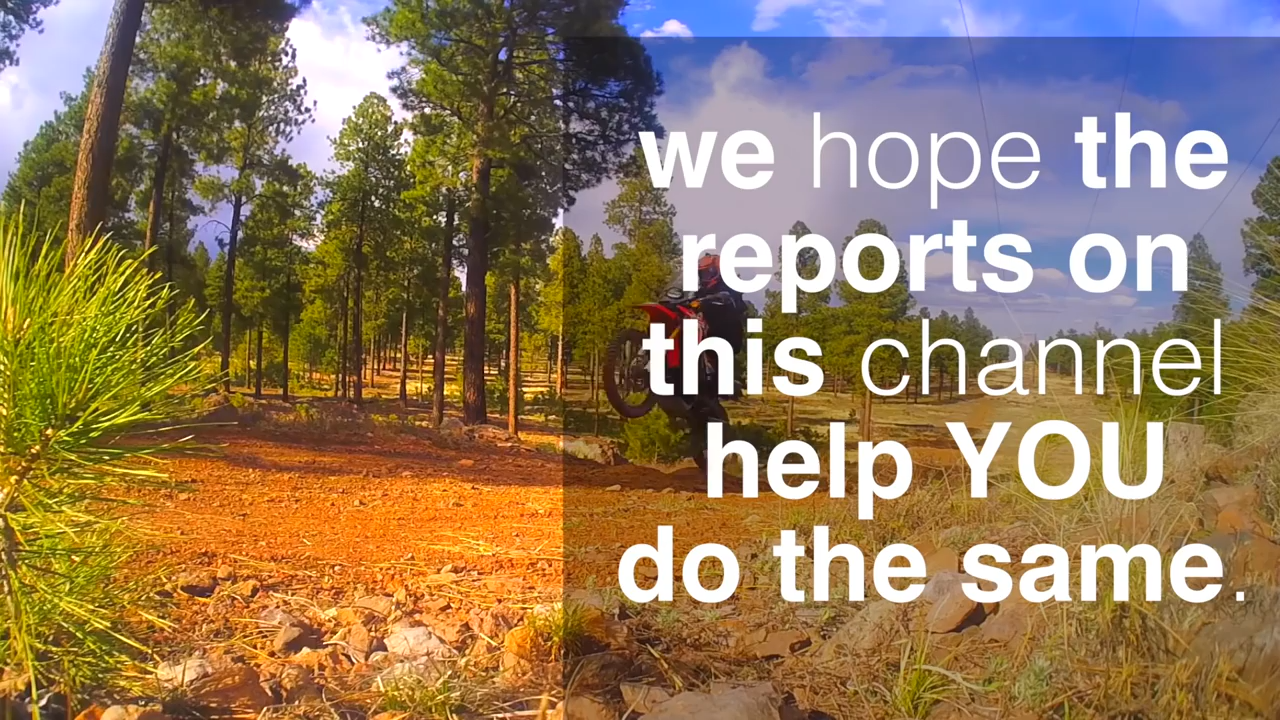 we hope the
reports on
this channel
help YOU
do the same.